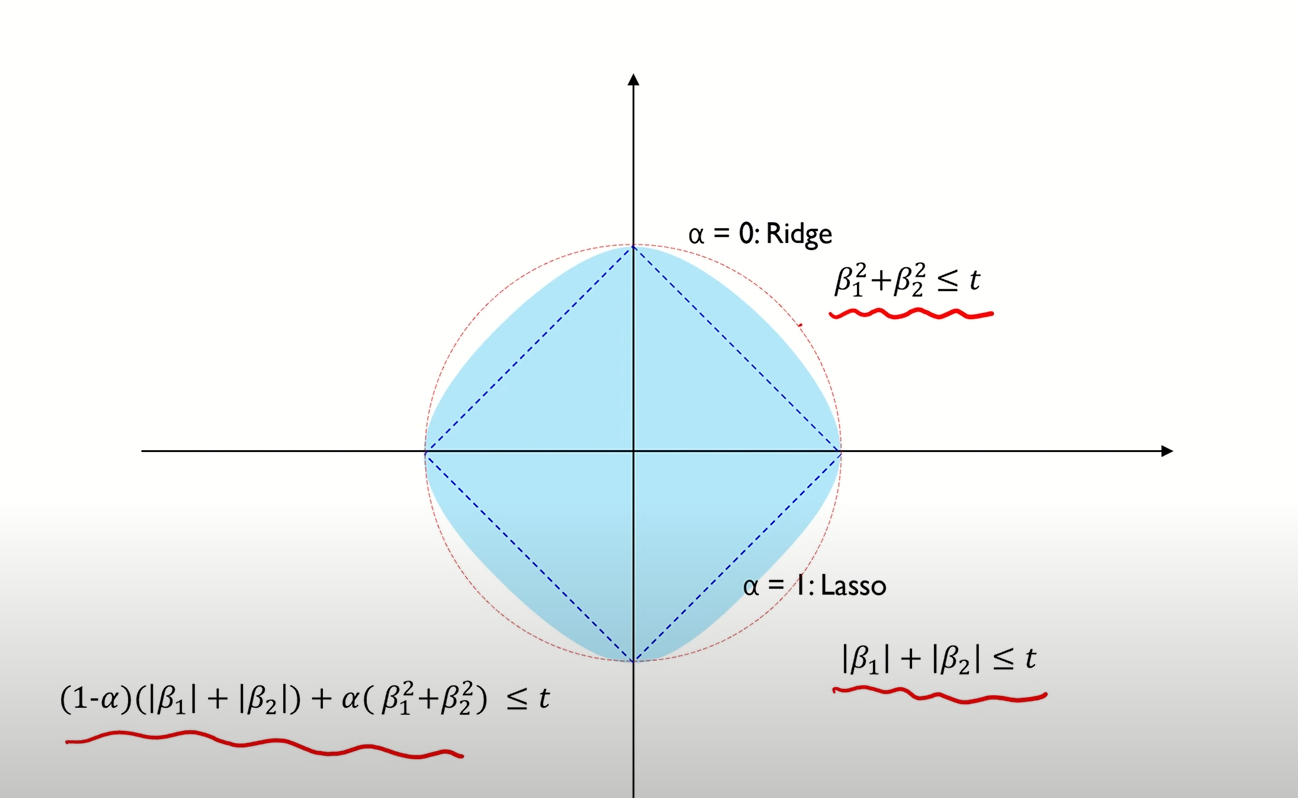 α = 0: Ridge
β₁²+β₂² ≤ t
α = 1: Lasso
|β₁| + |β₂| ≤ t
(1-α)(|β₁| + |β₂|) + α( β₁²+β₂²) ≤ t